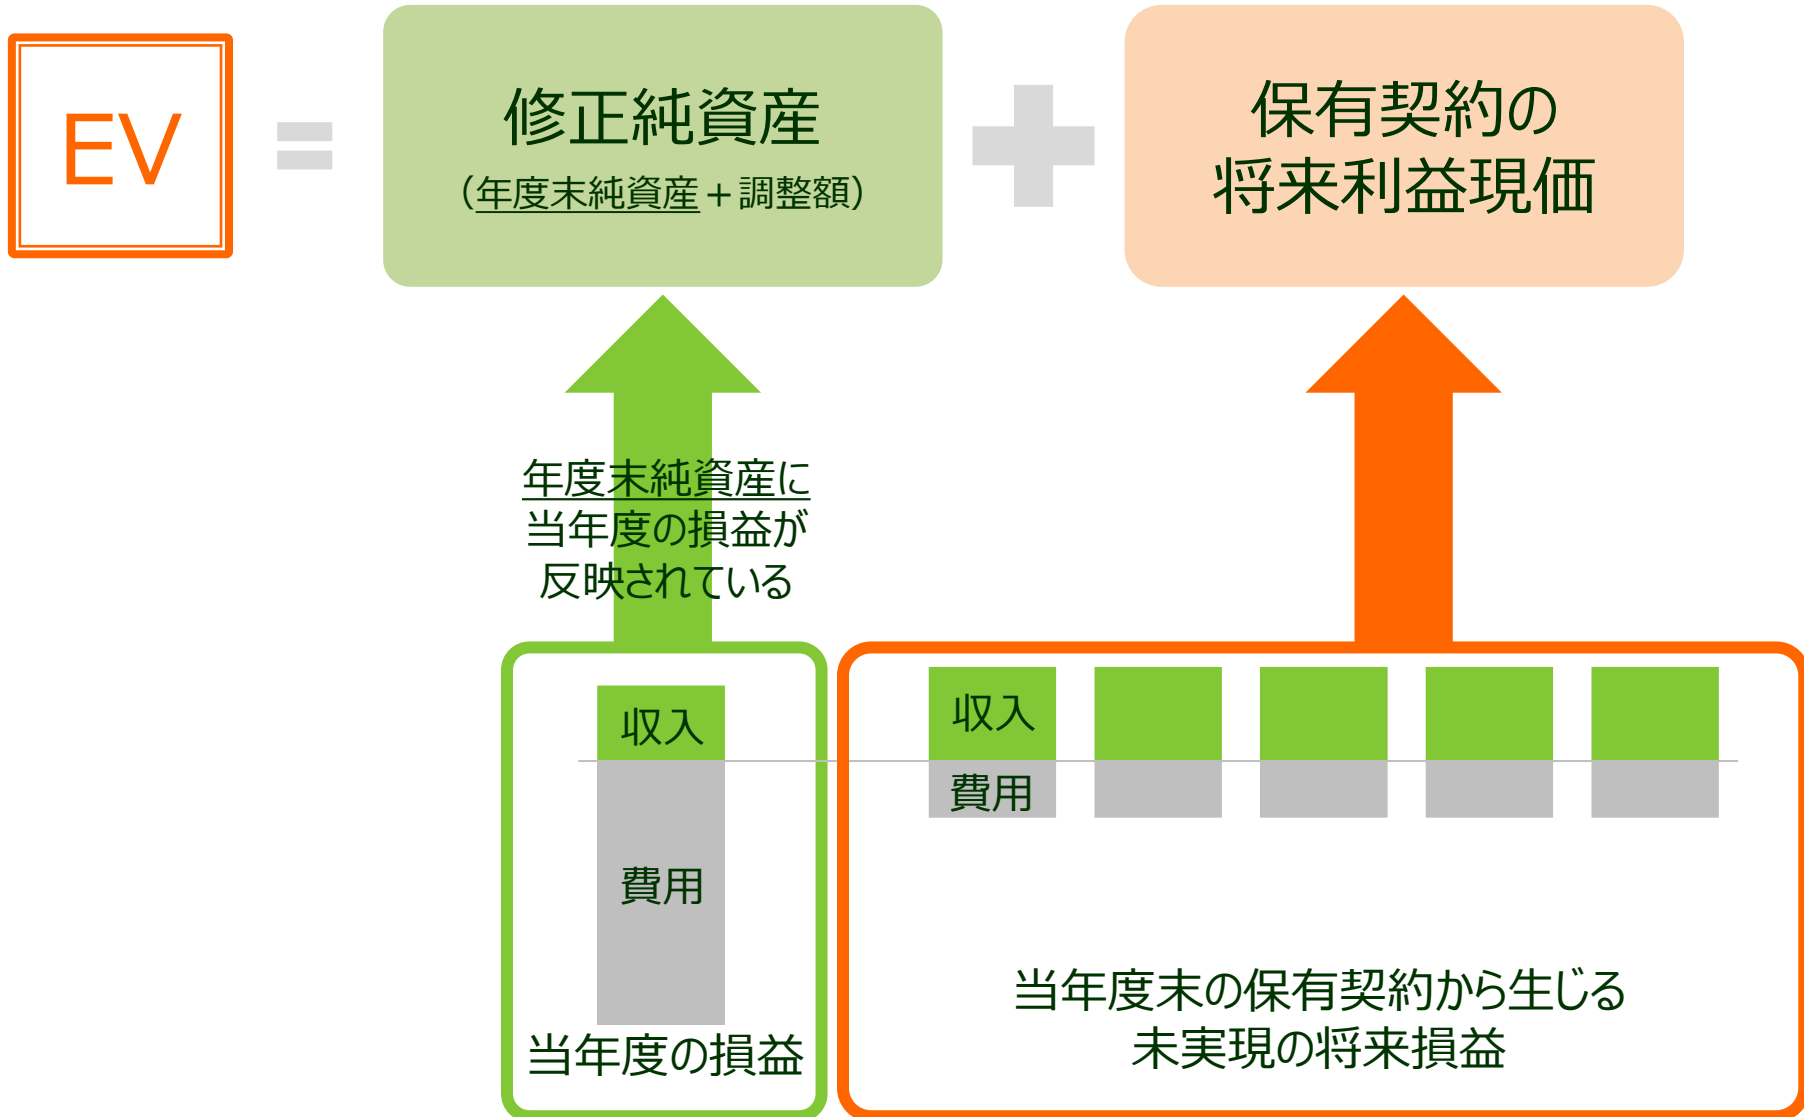 EV
=
修正純資産
（年度末純資産＋調整額）
+
保有契約の
将来利益現価
年度末純資産に
当年度の損益が
反映されている
収入
費用
当年度の損益
収入
費用
当年度末の保有契約から生じる
未実現の将来損益